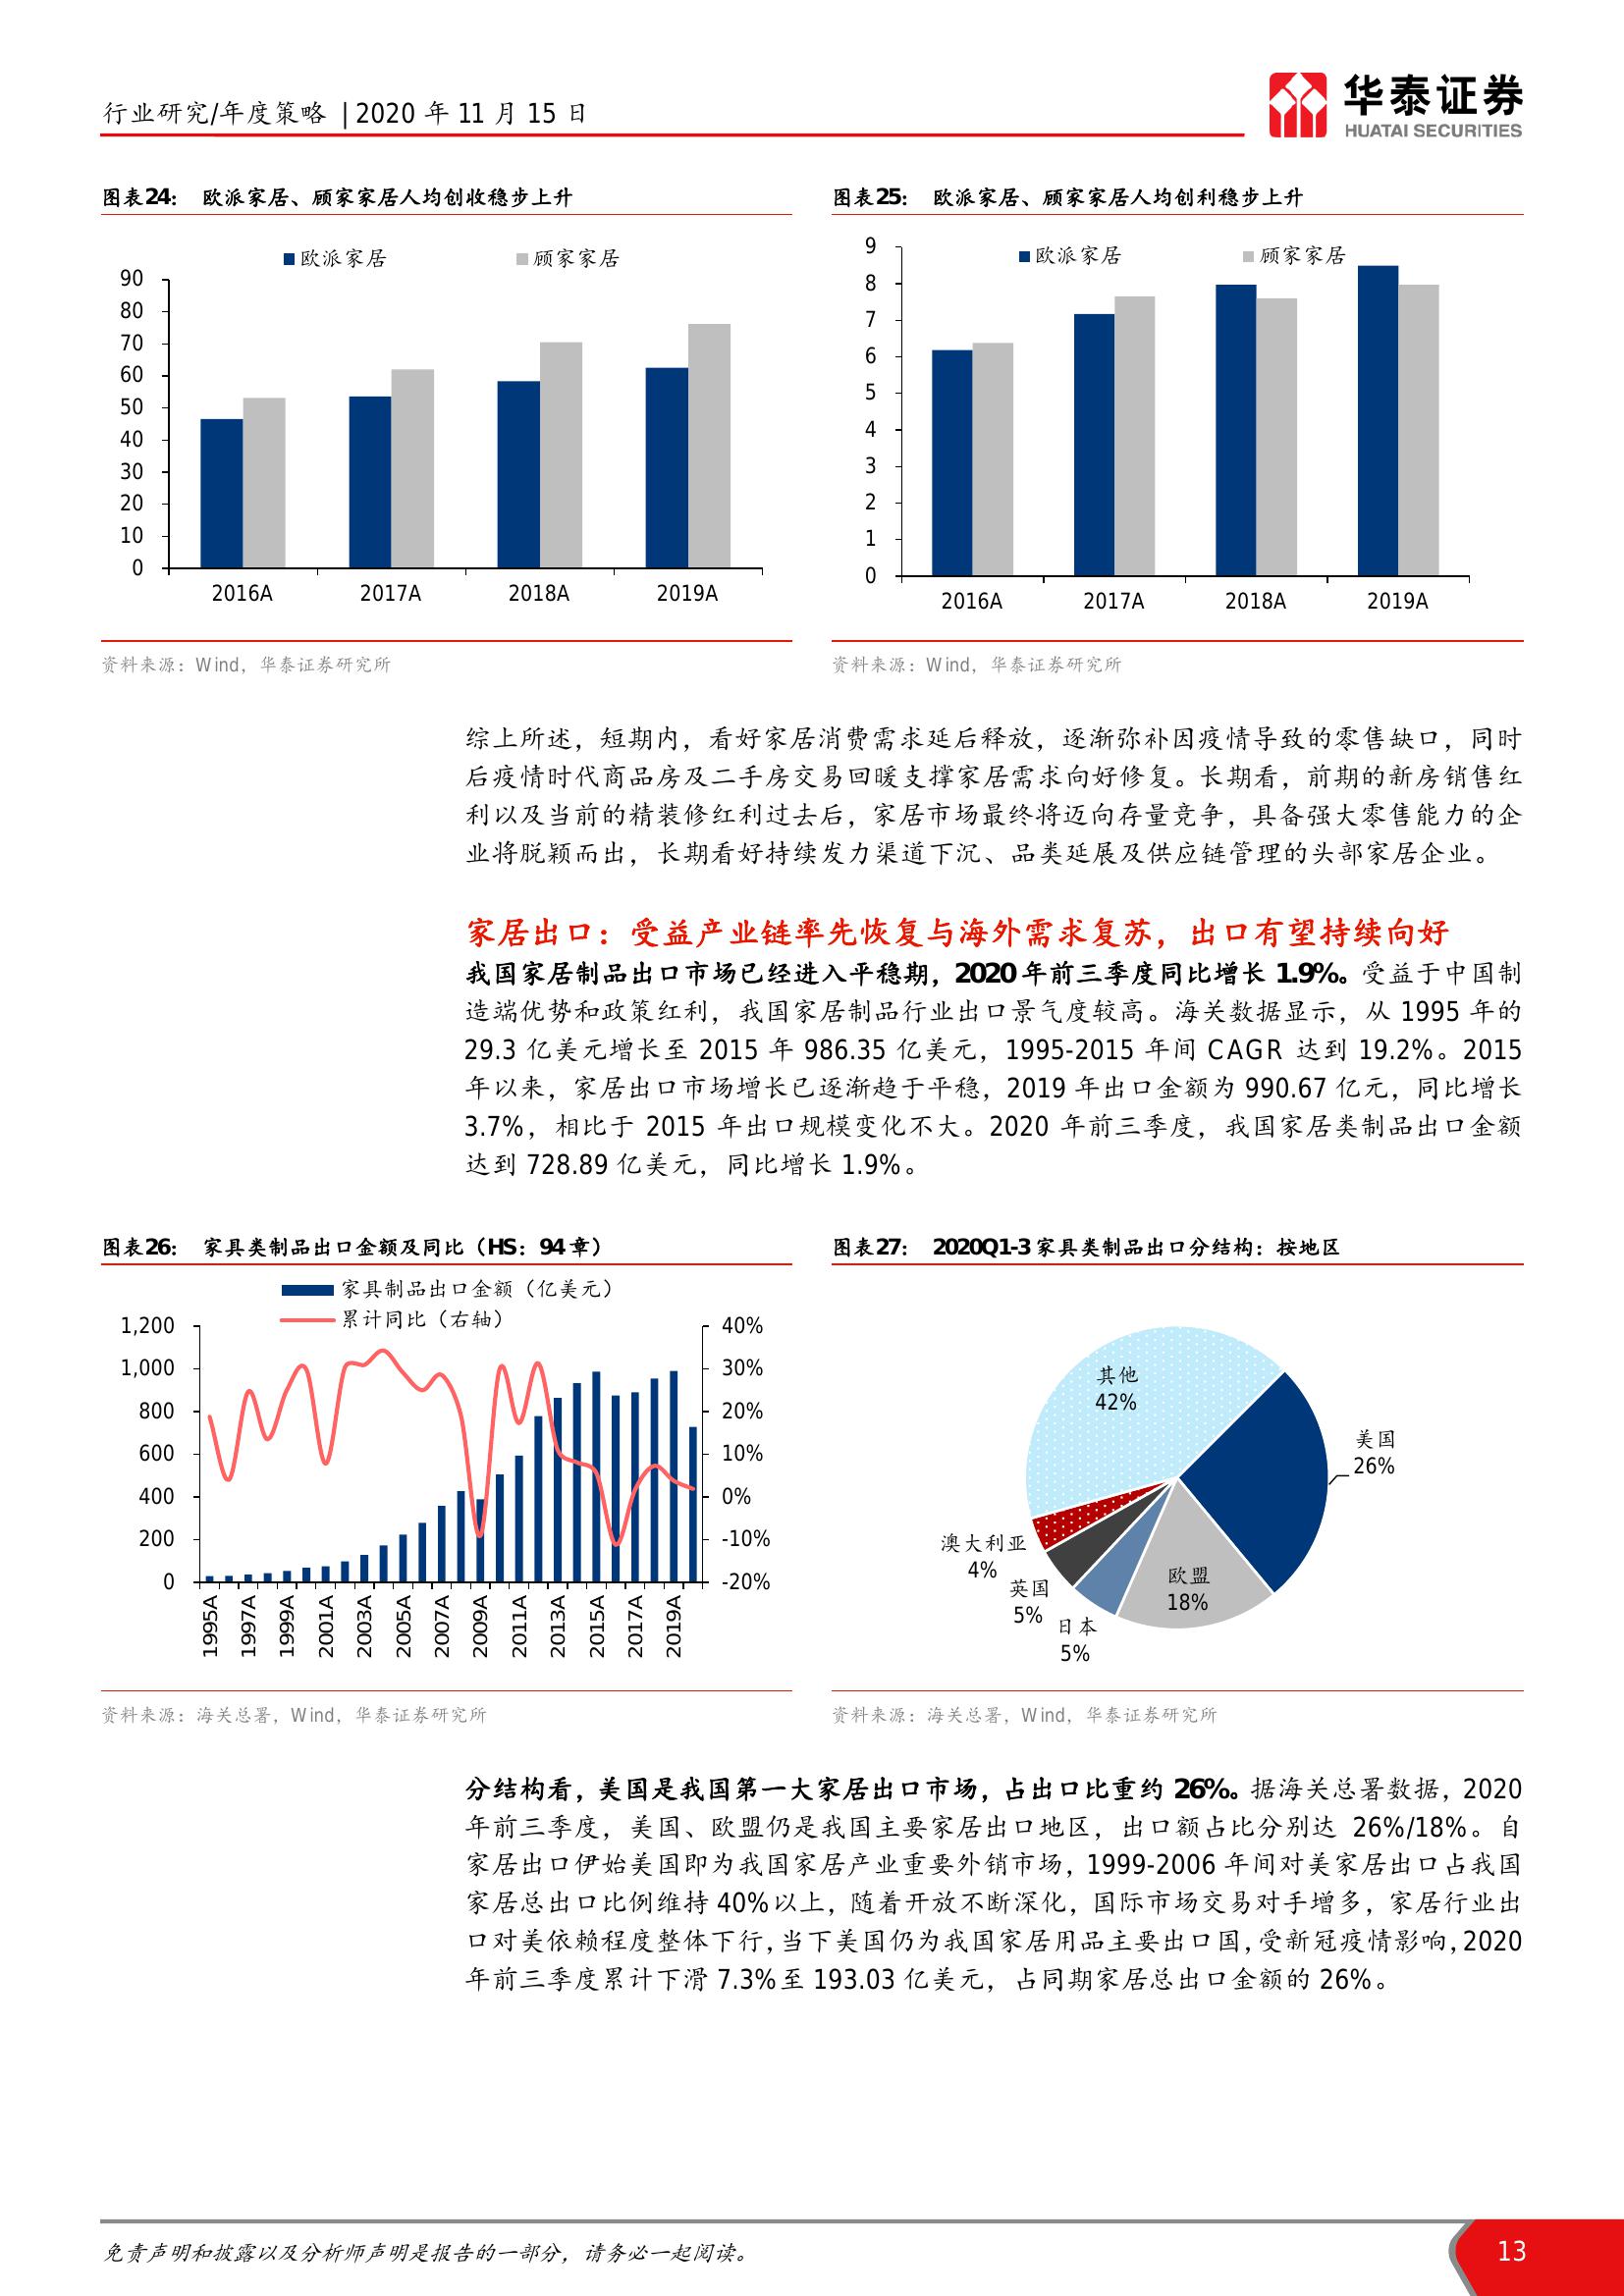 行业研究/年度策略 | 2020 年 11 月 15 日
华泰证券
HUATAI SECURITIES
图表24： 欧派家居、顾家家居人均创收稳步上升
欧派家居 顾家家居
90
80
70
60
50
40
30
20
10
0
2016A 2017A 2018A 2019A
资料来源：Wind，华泰证券研究所
图表25： 欧派家居、顾家家居人均创利稳步上升
欧派家居 顾家家居
9
8
7
6
5
4
3
2
1
0
2016A 2017A 2018A 2019A
资料来源：Wind，华泰证券研究所
综上所述，短期内，看好家居消费需求延后释放，逐渐弥补因疫情导致的零售缺口，同时
后疫情时代商品房及二手房交易回暖支撑家居需求向好修复。长期看，前期的新房销售红
利以及当前的精装修红利过去后，家居市场最终将迈向存量竞争，具备强大零售能力的企
业将脱颖而出，长期看好持续发力渠道下沉、品类延展及供应链管理的头部家居企业。
家居出口：受益产业链率先恢复与海外需求复苏，出口有望持续向好
我国家居制品出口市场已经进入平稳期，2020 年前三季度同比增长 1.9%。受益于中国制
造端优势和政策红利，我国家居制品行业出口景气度较高。海关数据显示，从 1995 年的
29.3 亿美元增长至 2015 年 986.35 亿美元，1995-2015 年间 CAGR 达到 19.2%。2015
年以来，家居出口市场增长已逐渐趋于平稳，2019 年出口金额为 990.67 亿元，同比增长
3.7%，相比于 2015 年出口规模变化不大。2020 年前三季度，我国家居类制品出口金额
达到 728.89 亿美元，同比增长 1.9%。
图表26： 家具类制品出口金额及同比（HS：94 章）
家具制品出口金额（亿美元）
累计同比（右轴）
1,200 40%
1,000 30%
800 20%
600 10%
400 0%
200 -10%
0 -20%
1995A 1997A 1999A 2001A 2003A 2005A 2007A 2009A 2011A 2013A 2015A 2017A 2019A
资料来源：海关总署，Wind，华泰证券研究所
图表27： 2020Q1-3 家具类制品出口分结构：按地区
其他
42%
美国
26%
澳大利亚
4%
英国
5%
日本
5%
欧盟
18%
资料来源：海关总署，Wind，华泰证券研究所
分结构看，美国是我国第一大家居出口市场，占出口比重约 26%。据海关总署数据，2020
年前三季度，美国、欧盟仍是我国主要家居出口地区，出口额占比分别达 26%/18%。自
家居出口伊始美国即为我国家居产业重要外销市场，1999-2006 年间对美家居出口占我国
家居总出口比例维持 40%以上，随着开放不断深化，国际市场交易对手增多，家居行业出
口对美依赖程度整体下行，当下美国仍为我国家居用品主要出口国，受新冠疫情影响，2020
年前三季度累计下滑 7.3%至 193.03 亿美元，占同期家居总出口金额的 26%。
免责声明和披露以及分析师声明是报告的一部分，请务必一起阅读。
13